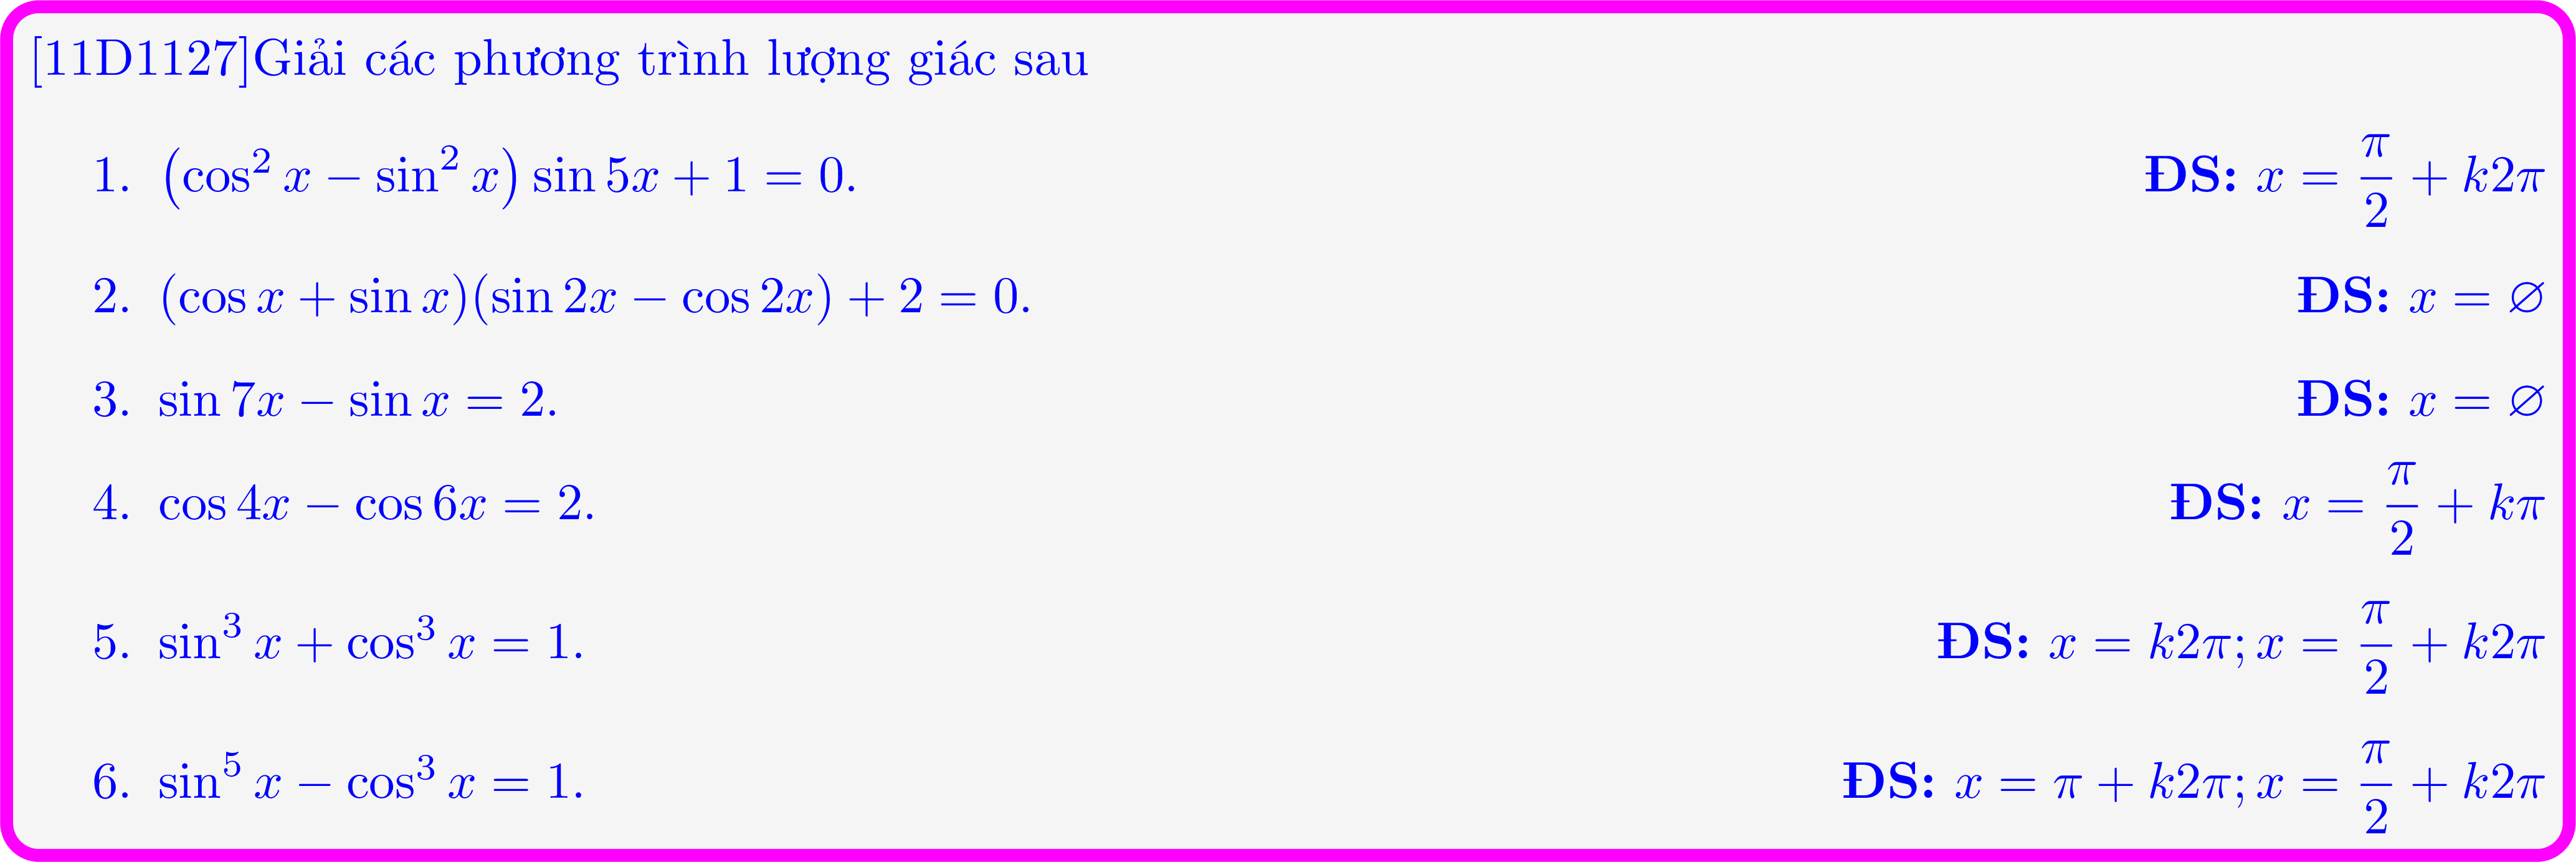 [11D1127]Giải các phương trình lượng giác sau
1. (cos² x − sin² x) sin 5x + 1 = 0. ĐS: x = π/2 + k2π
2. (cos x + sin x)(sin 2x − cos 2x) + 2 = 0. ĐS: x = ∅
3. sin 7x − sin x = 2. ĐS: x = ∅
4. cos 4x − cos 6x = 2. ĐS: x = π/2 + kπ
5. sin³ x + cos³ x = 1. ĐS: x = k2π; x = π/2 + k2π
6. sin⁵ x − cos³ x = 1. ĐS: x = π + k2π; x = π/2 + k2π